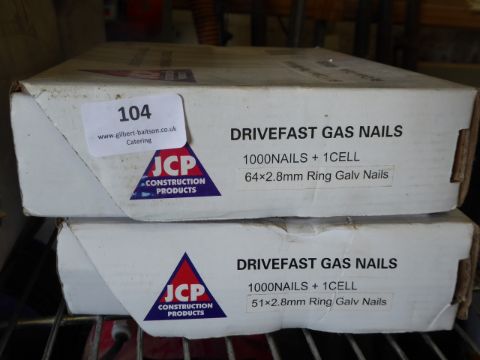 104
www.gilbert-baitson.co.uk
Catering
JCP
CONSTRUCTION
PRODUCTS
DRIVEFAST GAS NAILS
1000NAILS + 1CELL
64×2.8mm Ring Galv Nails
JCP
CONSTRUCTION
PRODUCTS
DRIVEFAST GAS NAILS
1000NAILS + 1CELL
51×2.8mm Ring Galv Nails